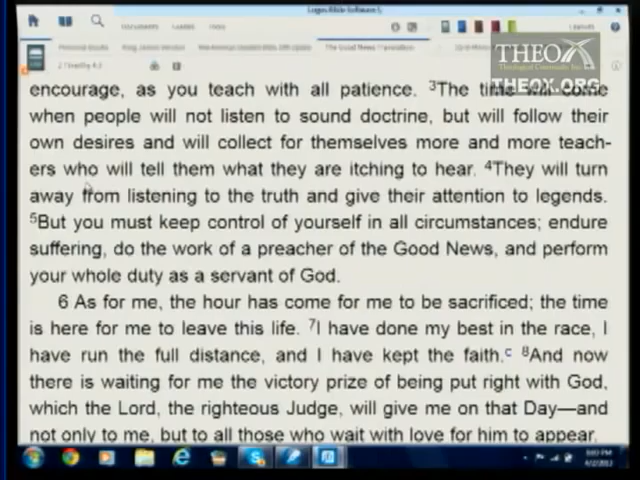 Logos Bible Software 5
The Good News Translation
2 Timothy 4:3
THEOX
THEOX.ORG
encourage, as you teach with all patience. ³The time will come
when people will not listen to sound doctrine, but will follow their
own desires and will collect for themselves more and more teach-
ers who will tell them what they are itching to hear. ⁴They will turn
away from listening to the truth and give their attention to legends.
⁵But you must keep control of yourself in all circumstances; endure
suffering, do the work of a preacher of the Good News, and perform
your whole duty as a servant of God.
6 As for me, the hour has come for me to be sacrificed; the time
is here for me to leave this life. ⁷I have done my best in the race, I
have run the full distance, and I have kept the faith.ᶜ ⁸And now
there is waiting for me the victory prize of being put right with God,
which the Lord, the righteous Judge, will give me on that Day—and
not only to me, but to all those who wait with love for him to appear.